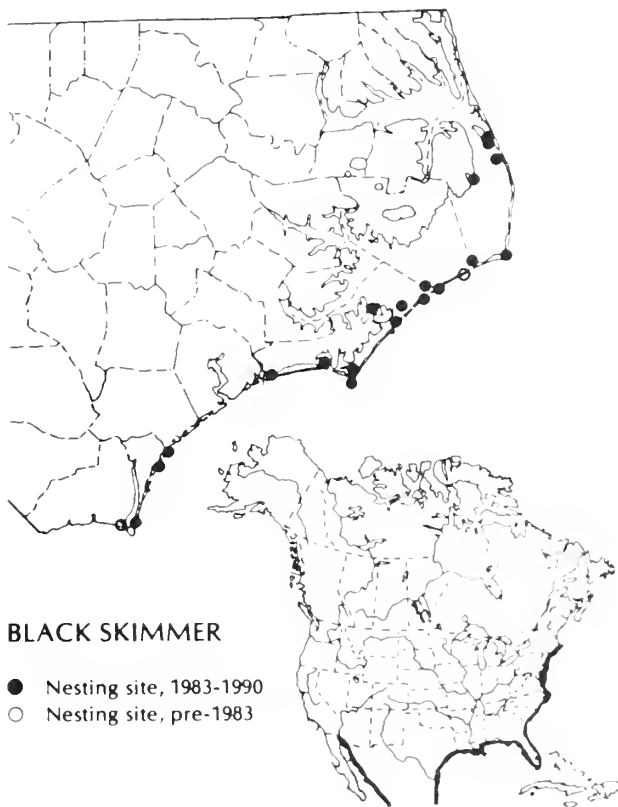 BLACK SKIMMER
● Nesting site, 1983-1990
○ Nesting site, pre-1983